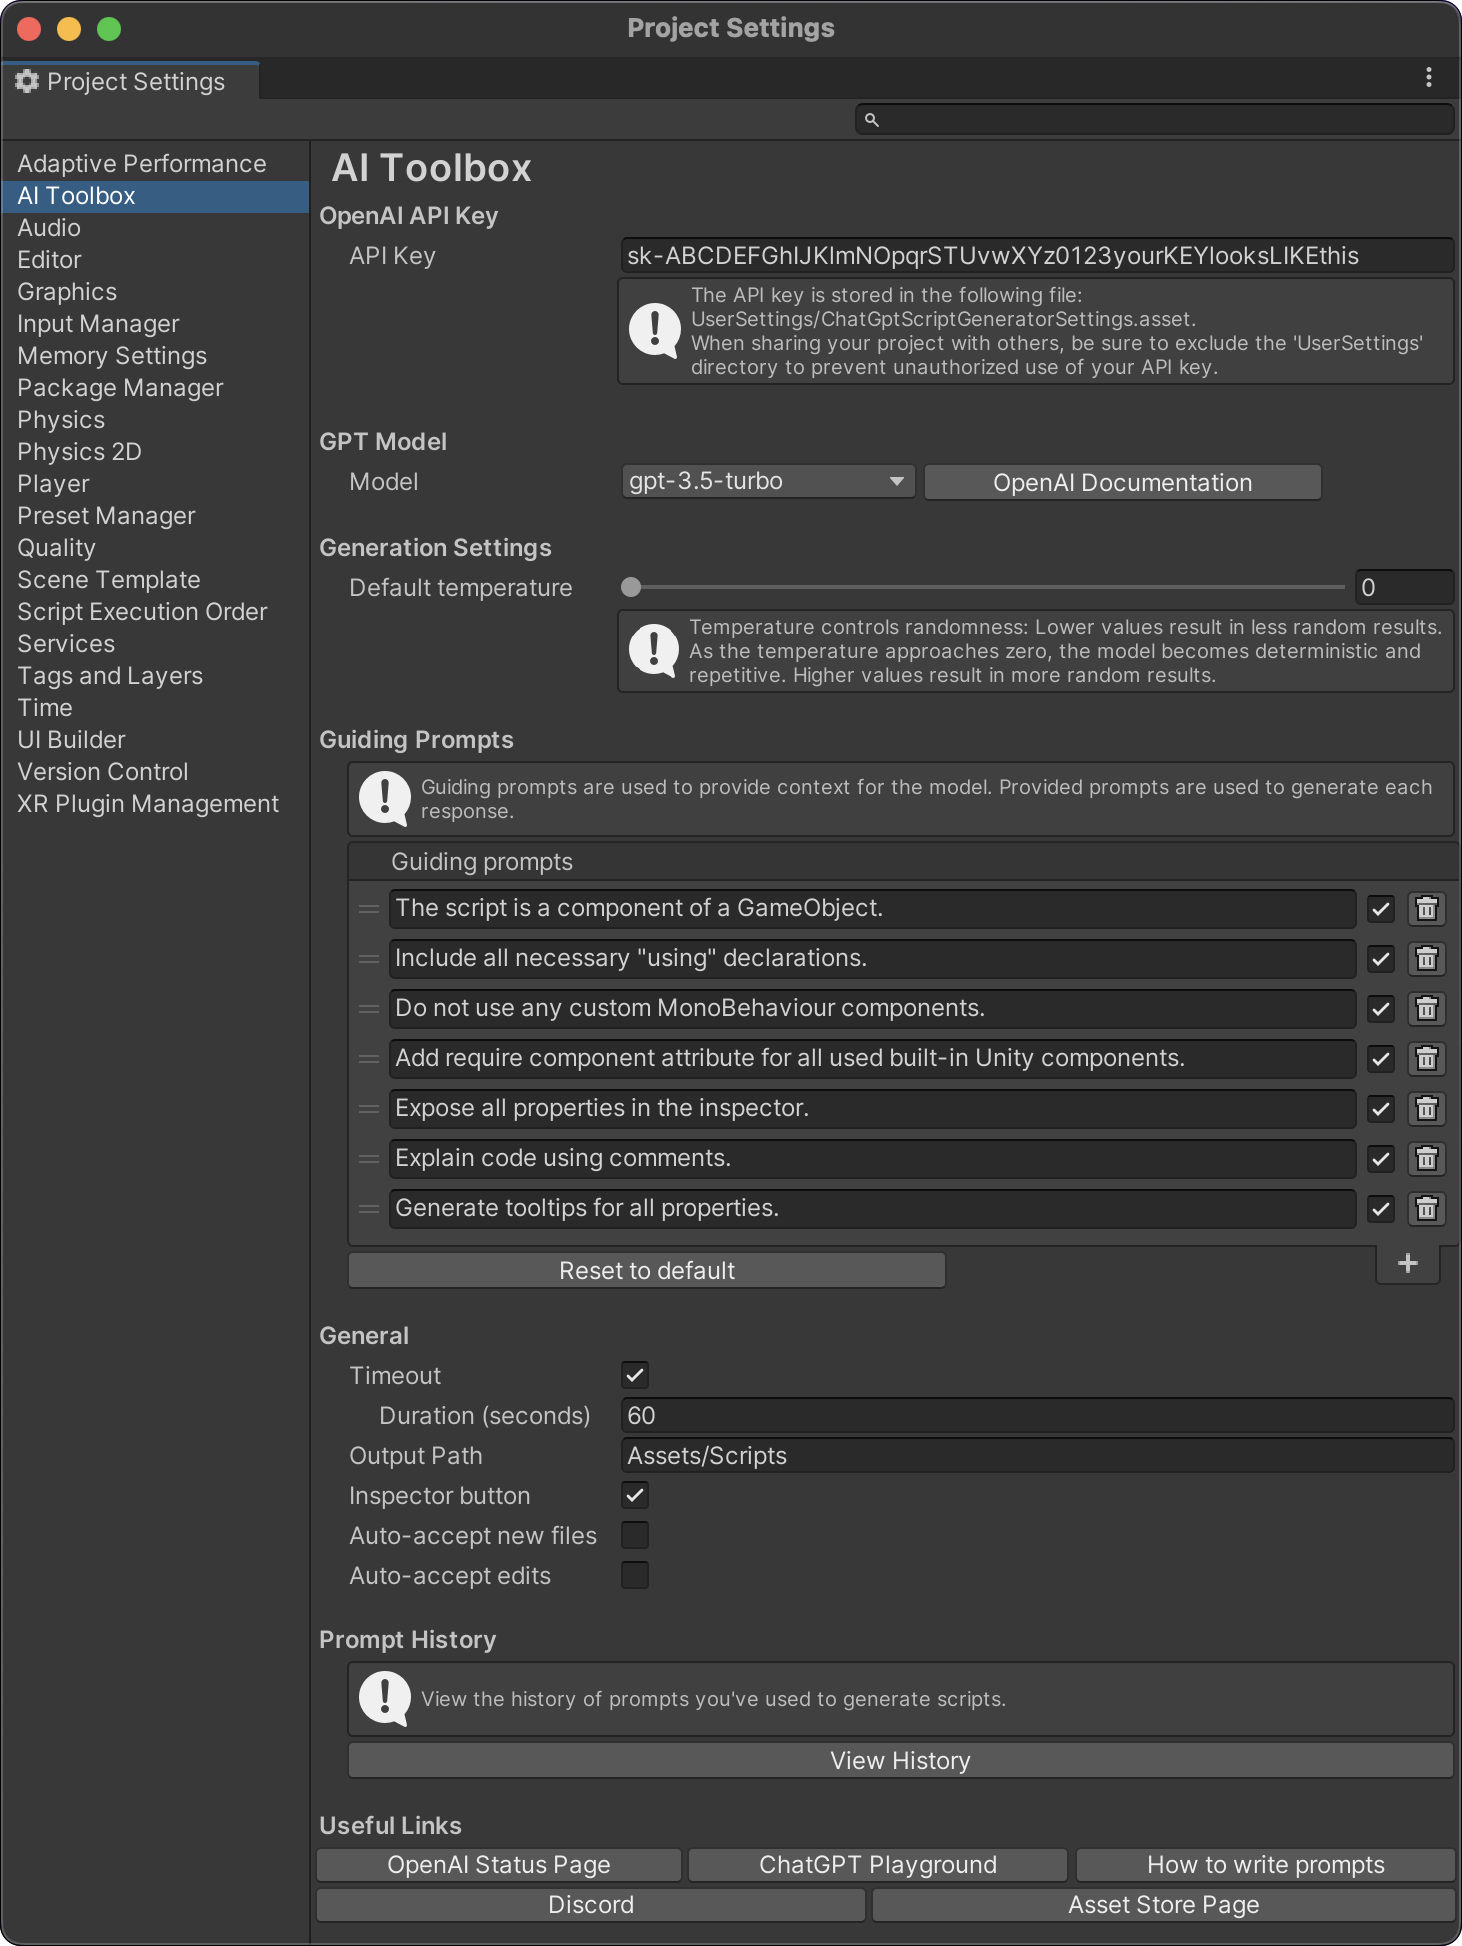 Project Settings
Project Settings
Adaptive Performance
AI Toolbox
Audio
Editor
Graphics
Input Manager
Memory Settings
Package Manager
Physics
Physics 2D
Player
Preset Manager
Quality
Scene Template
Script Execution Order
Services
Tags and Layers
Time
UI Builder
Version Control
XR Plugin Management
AI Toolbox
OpenAI API Key
API Key sk-ABCDEFGhIJKlmNOpqrSTUvwXYz0123yourKEYlooksLIKEthis
The API key is stored in the following file:
UserSettings/ChatGptScriptGeneratorSettings.asset.
When sharing your project with others, be sure to exclude the 'UserSettings'
directory to prevent unauthorized use of your API key.
GPT Model
Model gpt-3.5-turbo OpenAI Documentation
Generation Settings
Default temperature 0
Temperature controls randomness: Lower values result in less random results.
As the temperature approaches zero, the model becomes deterministic and
repetitive. Higher values result in more random results.
Guiding Prompts
Guiding prompts are used to provide context for the model. Provided prompts are used to generate each
response.
Guiding prompts
The script is a component of a GameObject.
Include all necessary "using" declarations.
Do not use any custom MonoBehaviour components.
Add require component attribute for all used built-in Unity components.
Expose all properties in the inspector.
Explain code using comments.
Generate tooltips for all properties.
Reset to default +
General
Timeout
Duration (seconds) 60
Output Path Assets/Scripts
Inspector button
Auto-accept new files
Auto-accept edits
Prompt History
View the history of prompts you've used to generate scripts.
View History
Useful Links
OpenAI Status Page ChatGPT Playground How to write prompts
Discord Asset Store Page